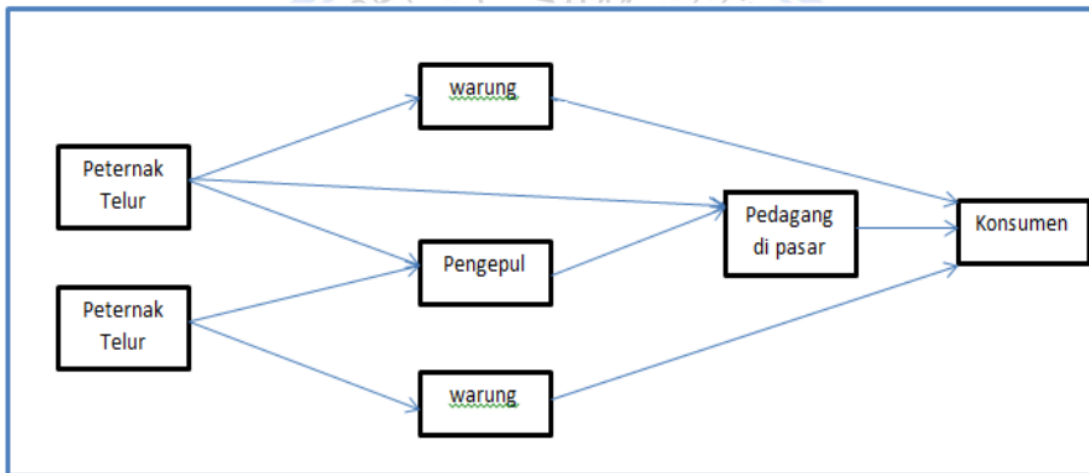 warung
Peternak
Telur
Pedagang
di pasar
Konsumen
Pengepul
Peternak
Telur
warung